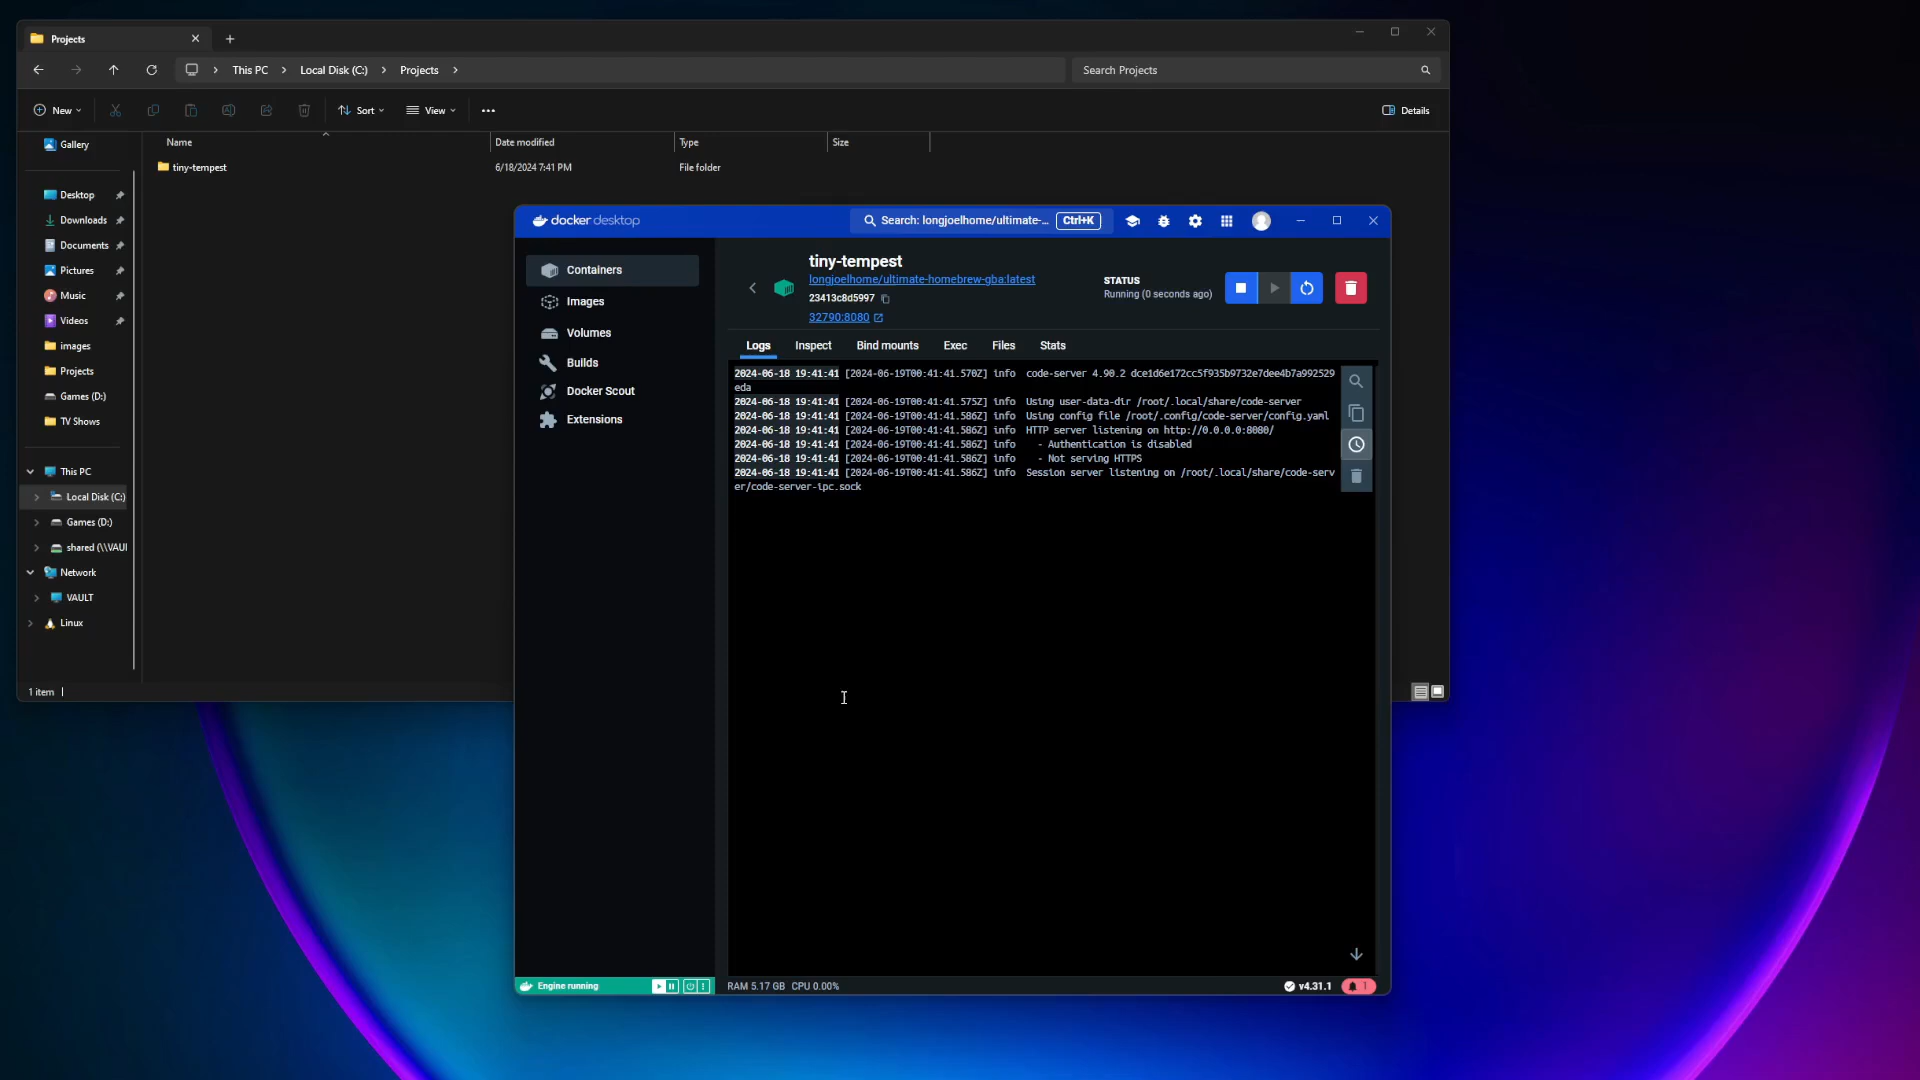 Projects
This PC
Local Disk (C:)
Projects
Search Projects
New
Sort
View
Details
Name
Date modified
Type
Size
tiny-tempest
6/18/2024 7:41 PM
File folder
Gallery
Desktop
Downloads
Documents
Pictures
Music
Videos
images
Projects
Games (D:)
TV Shows
This PC
Local Disk (C:)
Games (D:)
shared (\\VAUI
Network
VAULT
Linux
1 item
docker desktop
Search: longjoelhome/ultimate-...
Ctrl+K
Containers
Images
Volumes
Builds
Docker Scout
Extensions
tiny-tempest
longjoelhome/ultimate-homebrew-gba:latest
23413c8d5997
32790:8080
STATUS
Running (0 seconds ago)
Logs
Inspect
Bind mounts
Exec
Files
Stats
2024-06-18 19:41:41 [2024-06-19T00:41:41.570Z] info  code-server 4.90.2 dce1d6e172cc5f935b9732e7dee4b7a992529
eda
2024-06-18 19:41:41 [2024-06-19T00:41:41.575Z] info  Using user-data-dir /root/.local/share/code-server
2024-06-18 19:41:41 [2024-06-19T00:41:41.586Z] info  Using config file /root/.config/code-server/config.yaml
2024-06-18 19:41:41 [2024-06-19T00:41:41.586Z] info  HTTP server listening on http://0.0.0.0:8080/
2024-06-18 19:41:41 [2024-06-19T00:41:41.586Z] info    - Authentication is disabled
2024-06-18 19:41:41 [2024-06-19T00:41:41.586Z] info    - Not serving HTTPS
2024-06-18 19:41:41 [2024-06-19T00:41:41.586Z] info  Session server listening on /root/.local/share/code-serv
er/code-server-ipc.sock
Engine running
RAM 5.17 GB CPU 0.00%
v4.31.1
1